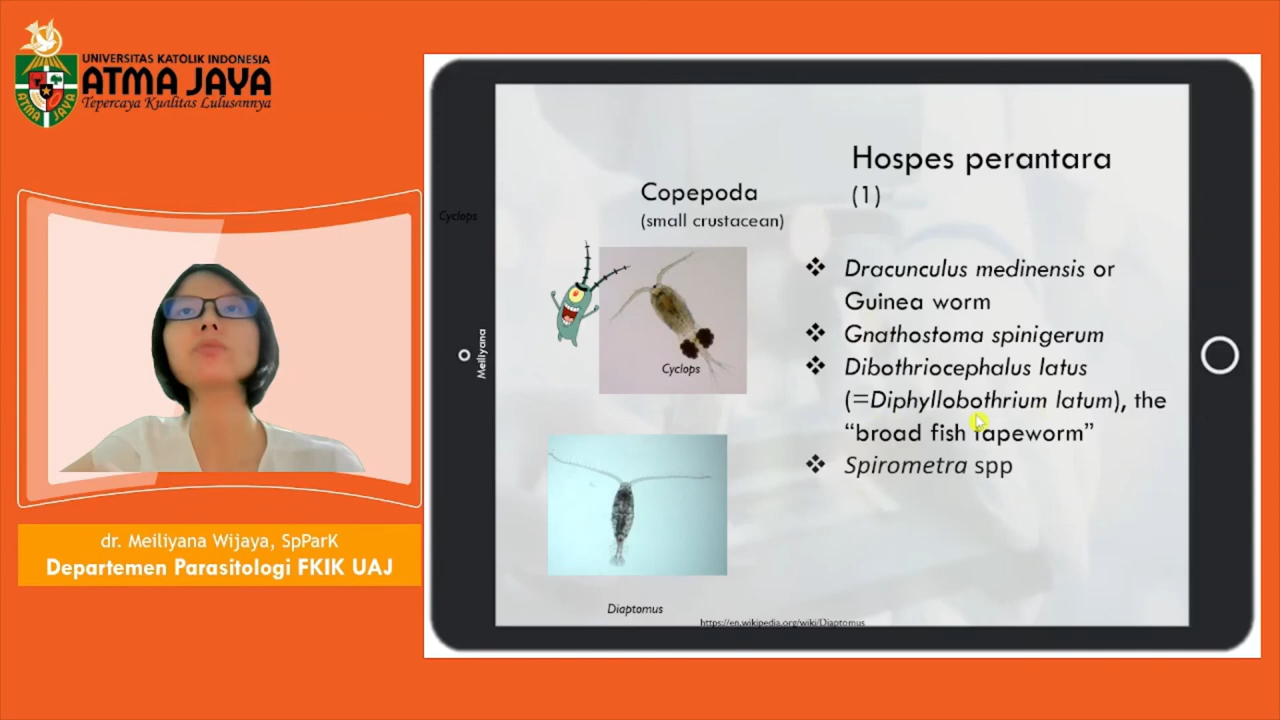 UNIVERSITAS KATOLIK INDONESIA
ATMA JAYA
Tepercaya Kualitas Lulusannya
ATMA JAYA
dr. Meiliyana Wijaya, SpParK
Departemen Parasitologi FKIK UAJ
Cyclops
Meiliyana
Hospes perantara
(1)
Copepoda
(small crustacean)
Cyclops
Diaptomus
https://en.wikipedia.org/wiki/Diaptomus
❖ Dracunculus medinensis or
Guinea worm
❖ Gnathostoma spinigerum
❖ Dibothriocephalus latus
(=Diphyllobothrium latum), the
“broad fish tapeworm”
❖ Spirometra spp